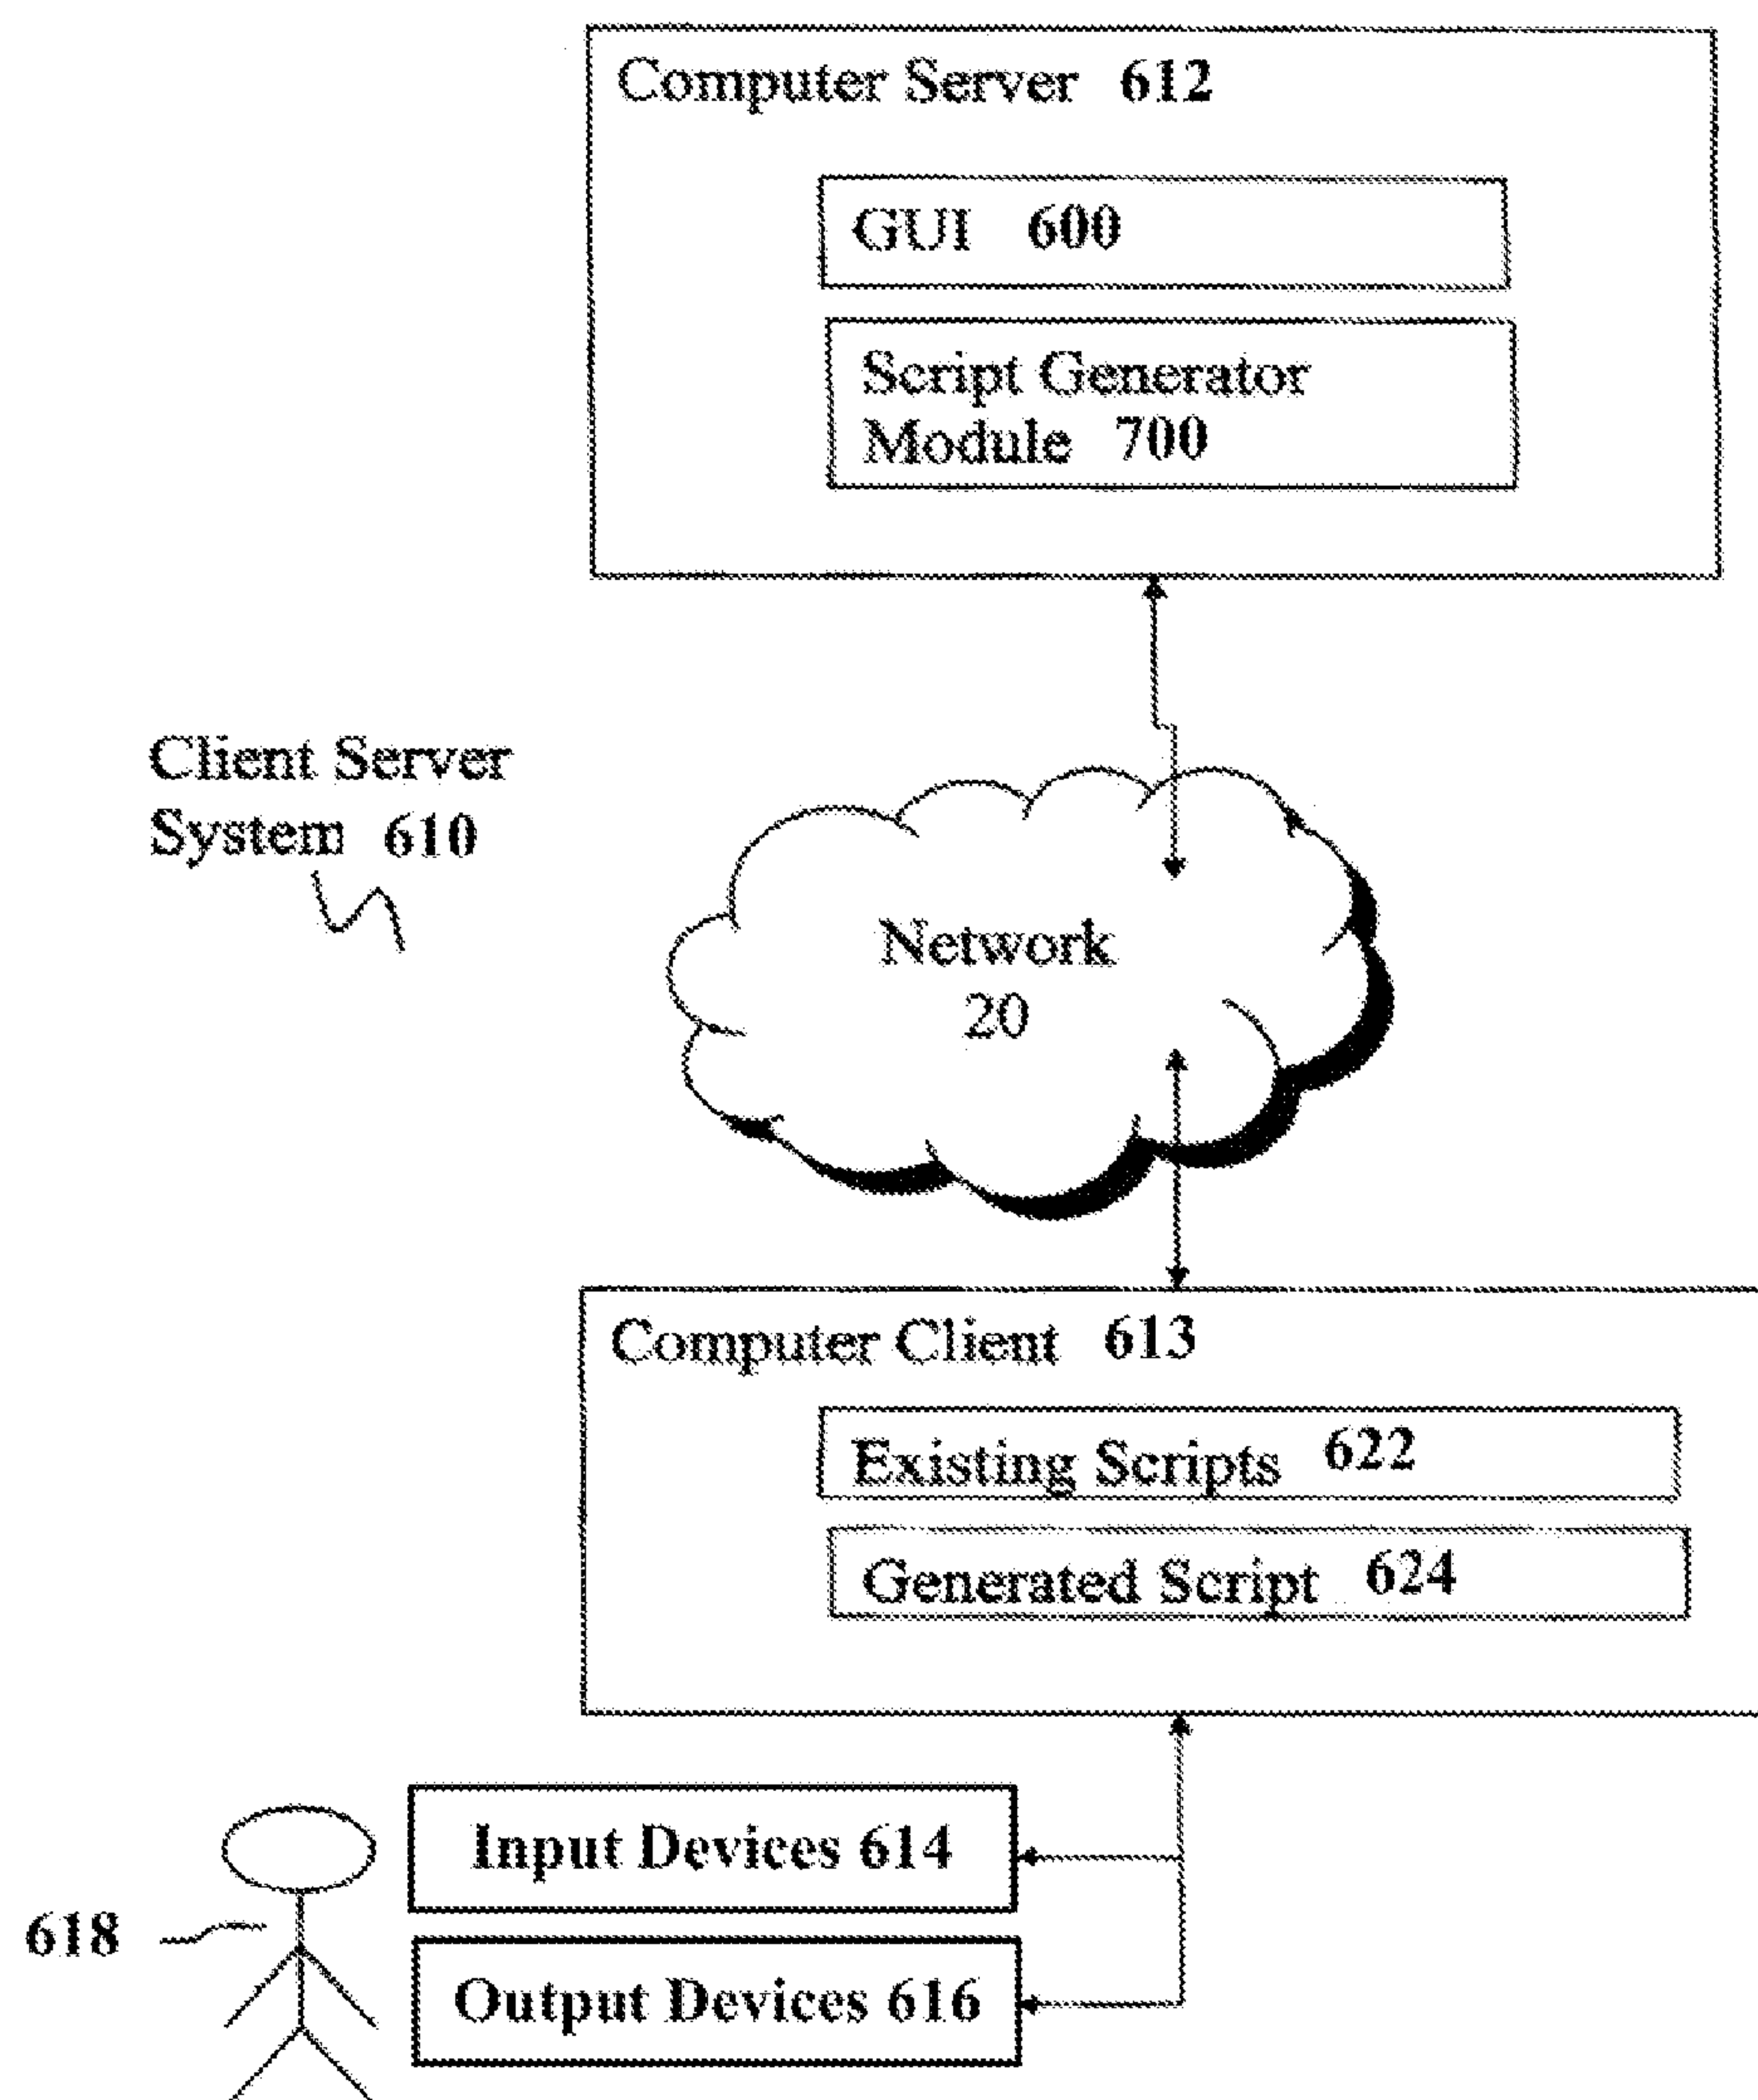 Computer Server 612
GUI 600
Script Generator
Module 700
Client Server
System 610
Network
20
Computer Client 613
Existing Scripts 622
Generated Script 624
Input Devices 614
618
Output Devices 616